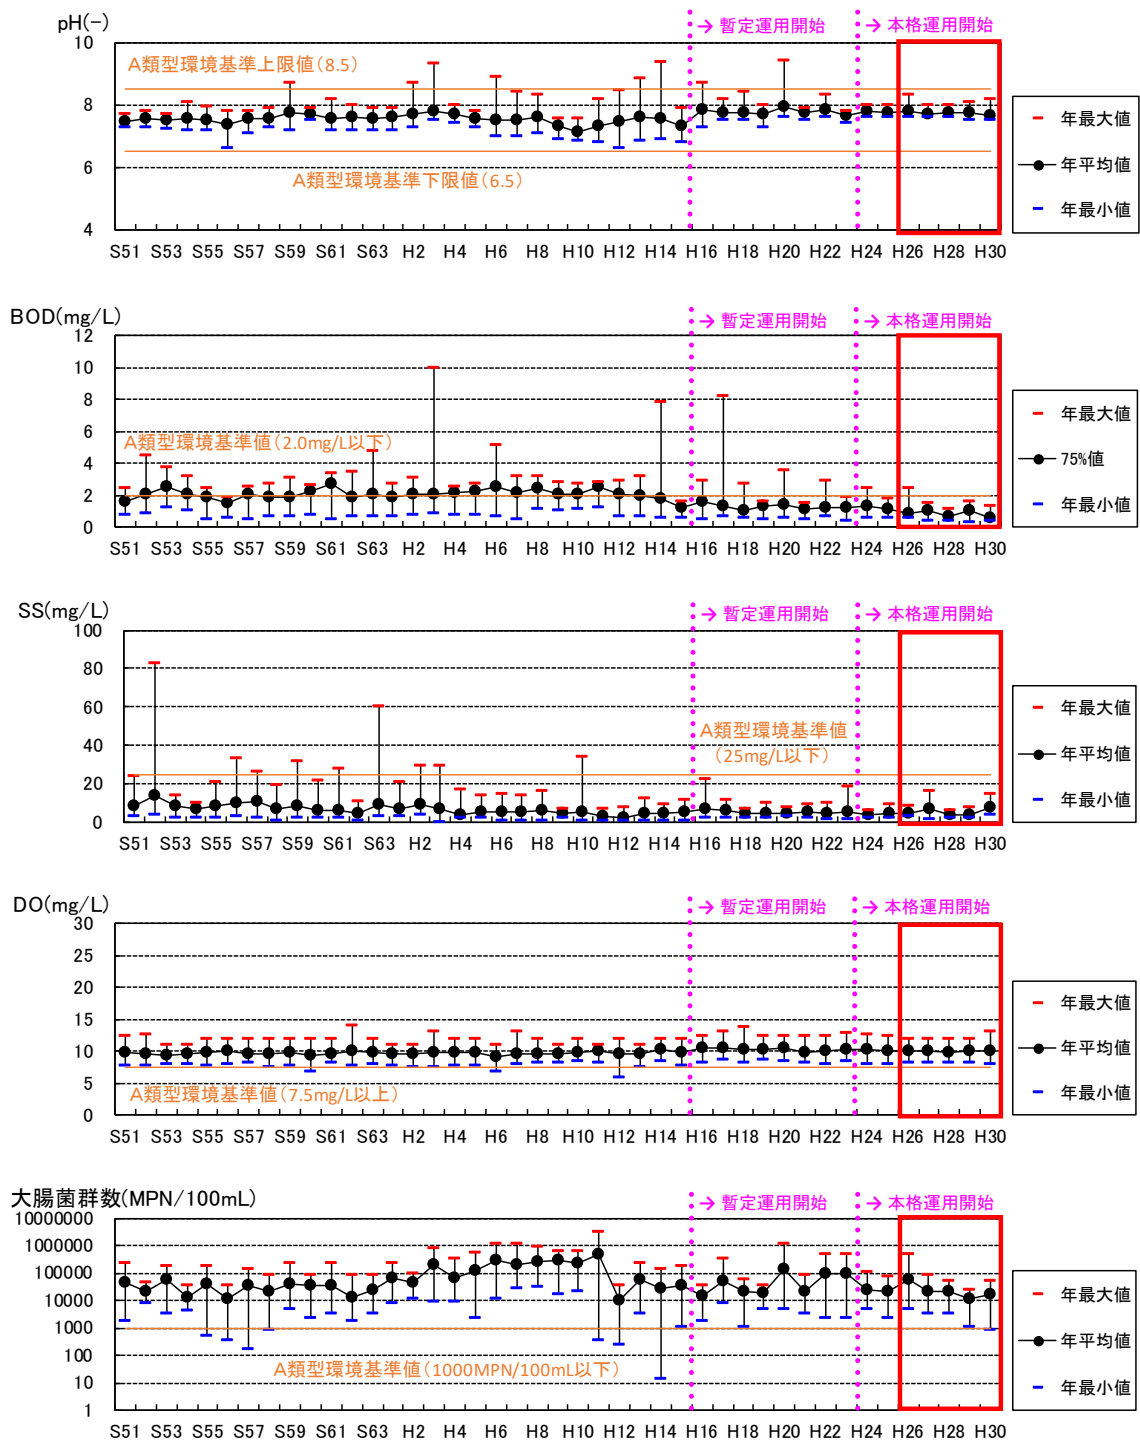 pH(-)
→ 暫定運用開始
→ 本格運用開始
10
8
6
4
A類型環境基準上限値(8.5)
A類型環境基準下限値(6.5)
S51 S53 S55 S57 S59 S61 S63 H2 H4 H6 H8 H10 H12 H14 H16 H18 H20 H22 H24 H26 H28 H30
年最大値
年平均値
年最小値
BOD(mg/L)
→ 暫定運用開始
→ 本格運用開始
12
10
8
6
4
2
0
A類型環境基準値(2.0mg/L以下)
S51 S53 S55 S57 S59 S61 S63 H2 H4 H6 H8 H10 H12 H14 H16 H18 H20 H22 H24 H26 H28 H30
年最大値
75%値
年最小値
SS(mg/L)
→ 暫定運用開始
→ 本格運用開始
100
80
60
40
20
0
A類型環境基準値
(25mg/L以下)
S51 S53 S55 S57 S59 S61 S63 H2 H4 H6 H8 H10 H12 H14 H16 H18 H20 H22 H24 H26 H28 H30
年最大値
年平均値
年最小値
DO(mg/L)
→ 暫定運用開始
→ 本格運用開始
30
25
20
15
10
5
0
A類型環境基準値(7.5mg/L以上)
S51 S53 S55 S57 S59 S61 S63 H2 H4 H6 H8 H10 H12 H14 H16 H18 H20 H22 H24 H26 H28 H30
年最大値
年平均値
年最小値
大腸菌群数(MPN/100mL)
→ 暫定運用開始
→ 本格運用開始
10000000
1000000
100000
10000
1000
100
10
1
A類型環境基準値(1000MPN/100mL以下)
S51 S53 S55 S57 S59 S61 S63 H2 H4 H6 H8 H10 H12 H14 H16 H18 H20 H22 H24 H26 H28 H30
年最大値
年平均値
年最小値